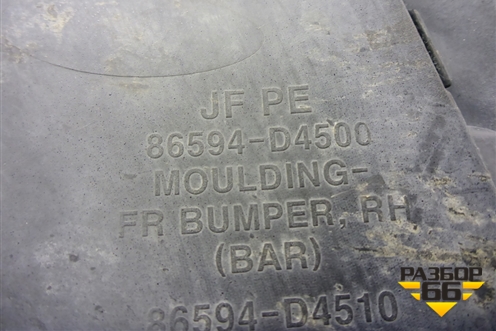 JF PE
86594-D4500
MOULDING-
FR BUMPER, RH
(BAR)
86594-D4510
РАЗБОР
66